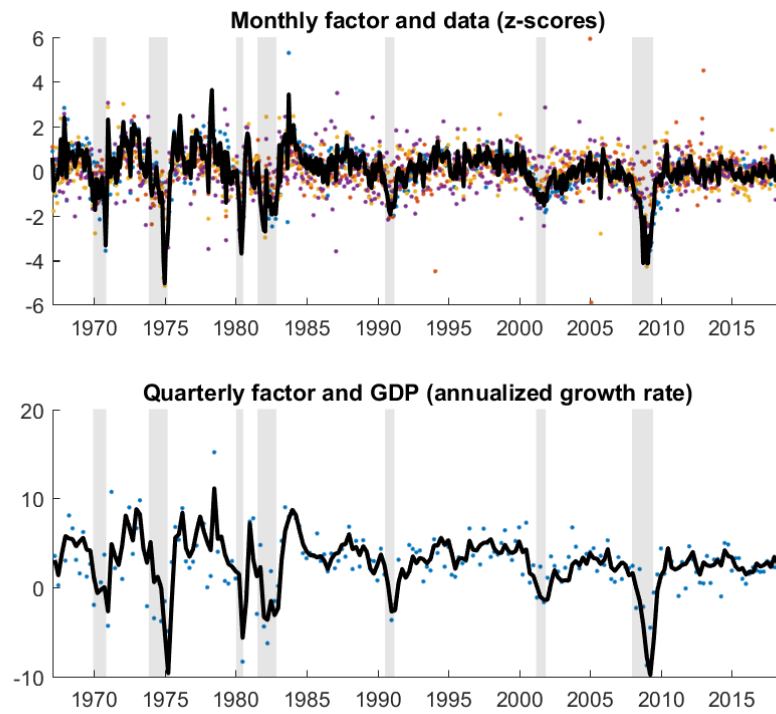 Monthly factor and data (z-scores)
6
4
2
0
-2
-4
-6
1970 1975 1980 1985 1990 1995 2000 2005 2010 2015
Quarterly factor and GDP (annualized growth rate)
20
10
0
-10
1970 1975 1980 1985 1990 1995 2000 2005 2010 2015